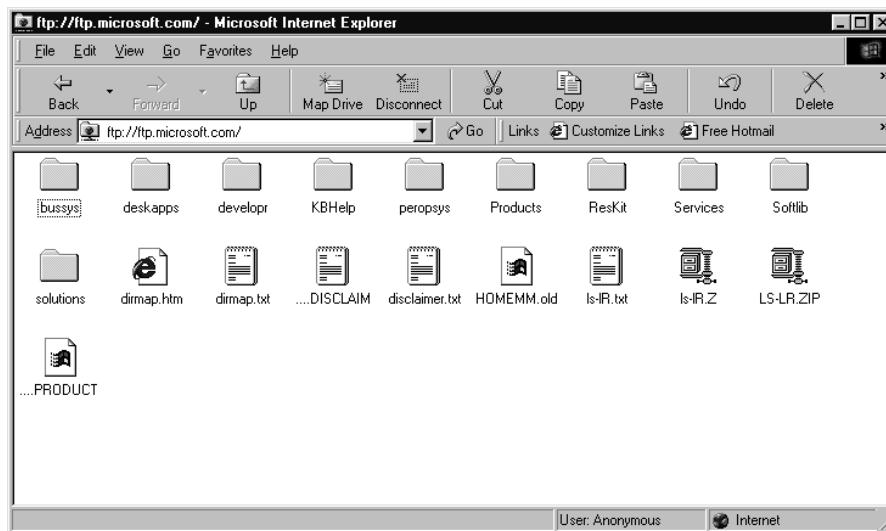 ftp://ftp.microsoft.com/ - Microsoft Internet Explorer
File Edit View Go Favorites Help
Back Forward Up Map Drive Disconnect Cut Copy Paste Undo Delete »
Address ftp://ftp.microsoft.com/ Go Links Customize Links Free Hotmail »
bussys deskapps developr KBHelp peropsys Products ResKit Services Softlib
solutions dirmap.htm dirmap.txt ....DISCLAIM disclaimer.txt HOMEMM.old ls-lR.txt ls-lR.Z LS-LR.ZIP
....PRODUCT
User: Anonymous Internet